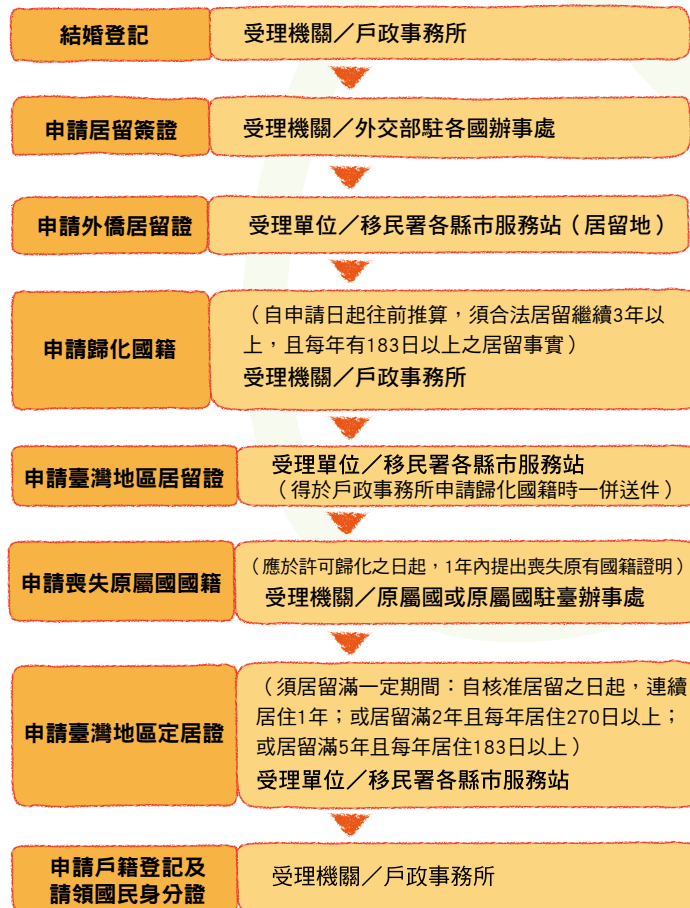 結婚登記
受理機關／戶政事務所
申請居留簽證
受理機關／外交部駐各國辦事處
申請外僑居留證
受理單位／移民署各縣市服務站（居留地）
申請歸化國籍
（自申請日起往前推算，須合法居留繼續3年以
上，且每年有183日以上之居留事實）
受理機關／戶政事務所
申請臺灣地區居留證
受理單位／移民署各縣市服務站
（得於戶政事務所申請歸化國籍時一併送件）
申請喪失原屬國國籍
（應於許可歸化之日起，1年內提出喪失原有國籍證明）
受理機關／原屬國或原屬國駐臺辦事處
申請臺灣地區定居證
（須居留滿一定期間：自核准居留之日起，連續
居住1年；或居留滿2年且每年居住270日以上；
或居留滿5年且每年居住183日以上）
受理單位／移民署各縣市服務站
申請戶籍登記及
請領國民身分證
受理機關／戶政事務所